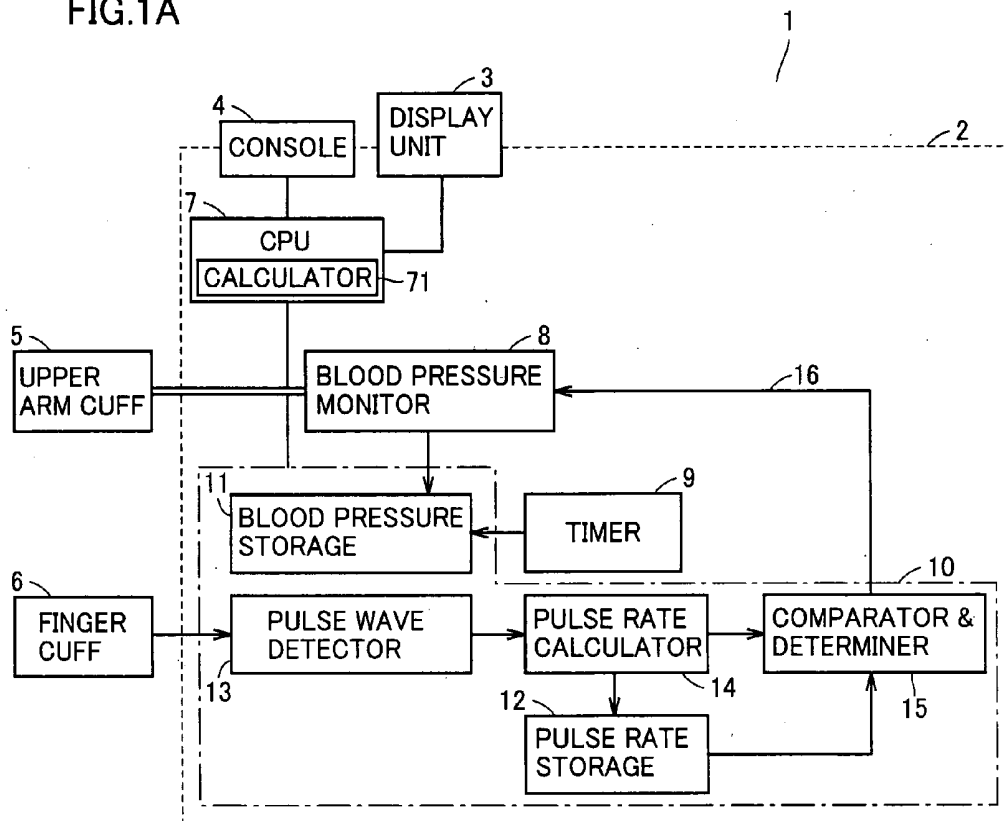 FIG.1A
1
3
4
DISPLAY
UNIT
2
CONSOLE
7
CPU
CALCULATOR
71
5
8
UPPER
ARM CUFF
BLOOD PRESSURE
MONITOR
16
11
9
BLOOD PRESSURE
STORAGE
TIMER
6
10
FINGER
CUFF
PULSE WAVE
DETECTOR
PULSE RATE
CALCULATOR
COMPARATOR &
DETERMINER
13
14
15
12
PULSE RATE
STORAGE